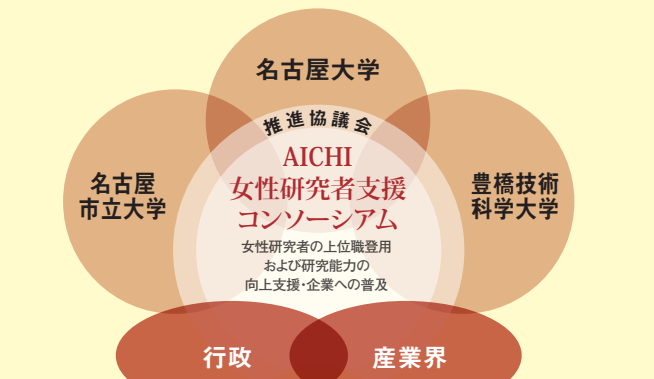 名古屋大学
推進協議会
AICHI
女性研究者支援
コンソーシアム
女性研究者の上位職登用
および研究能力の
向上支援・企業への普及
名古屋
市立大学
豊橋技術
科学大学
行政
産業界